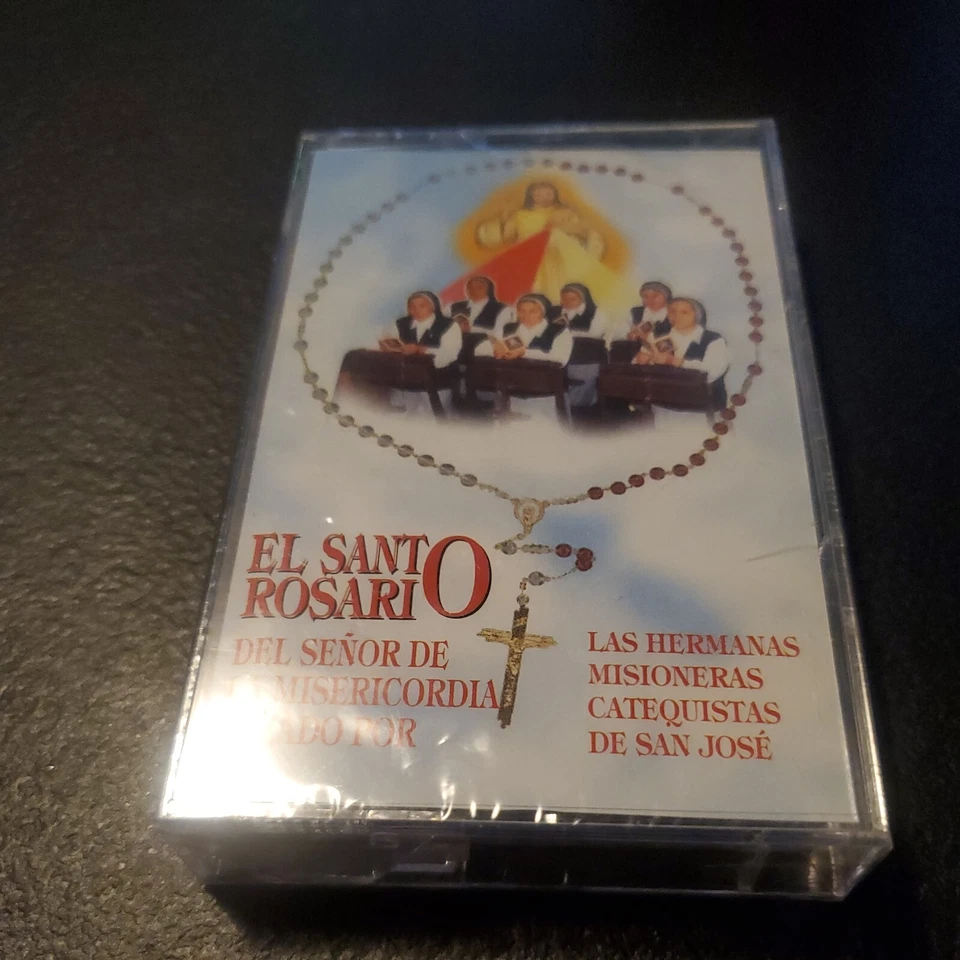 EL SANTO
ROSARIO
DEL SEÑOR DE
MISERICORDIA
POR
LAS HERMANAS
MISIONERAS
CATEQUISTAS
DE SAN JOSÉ